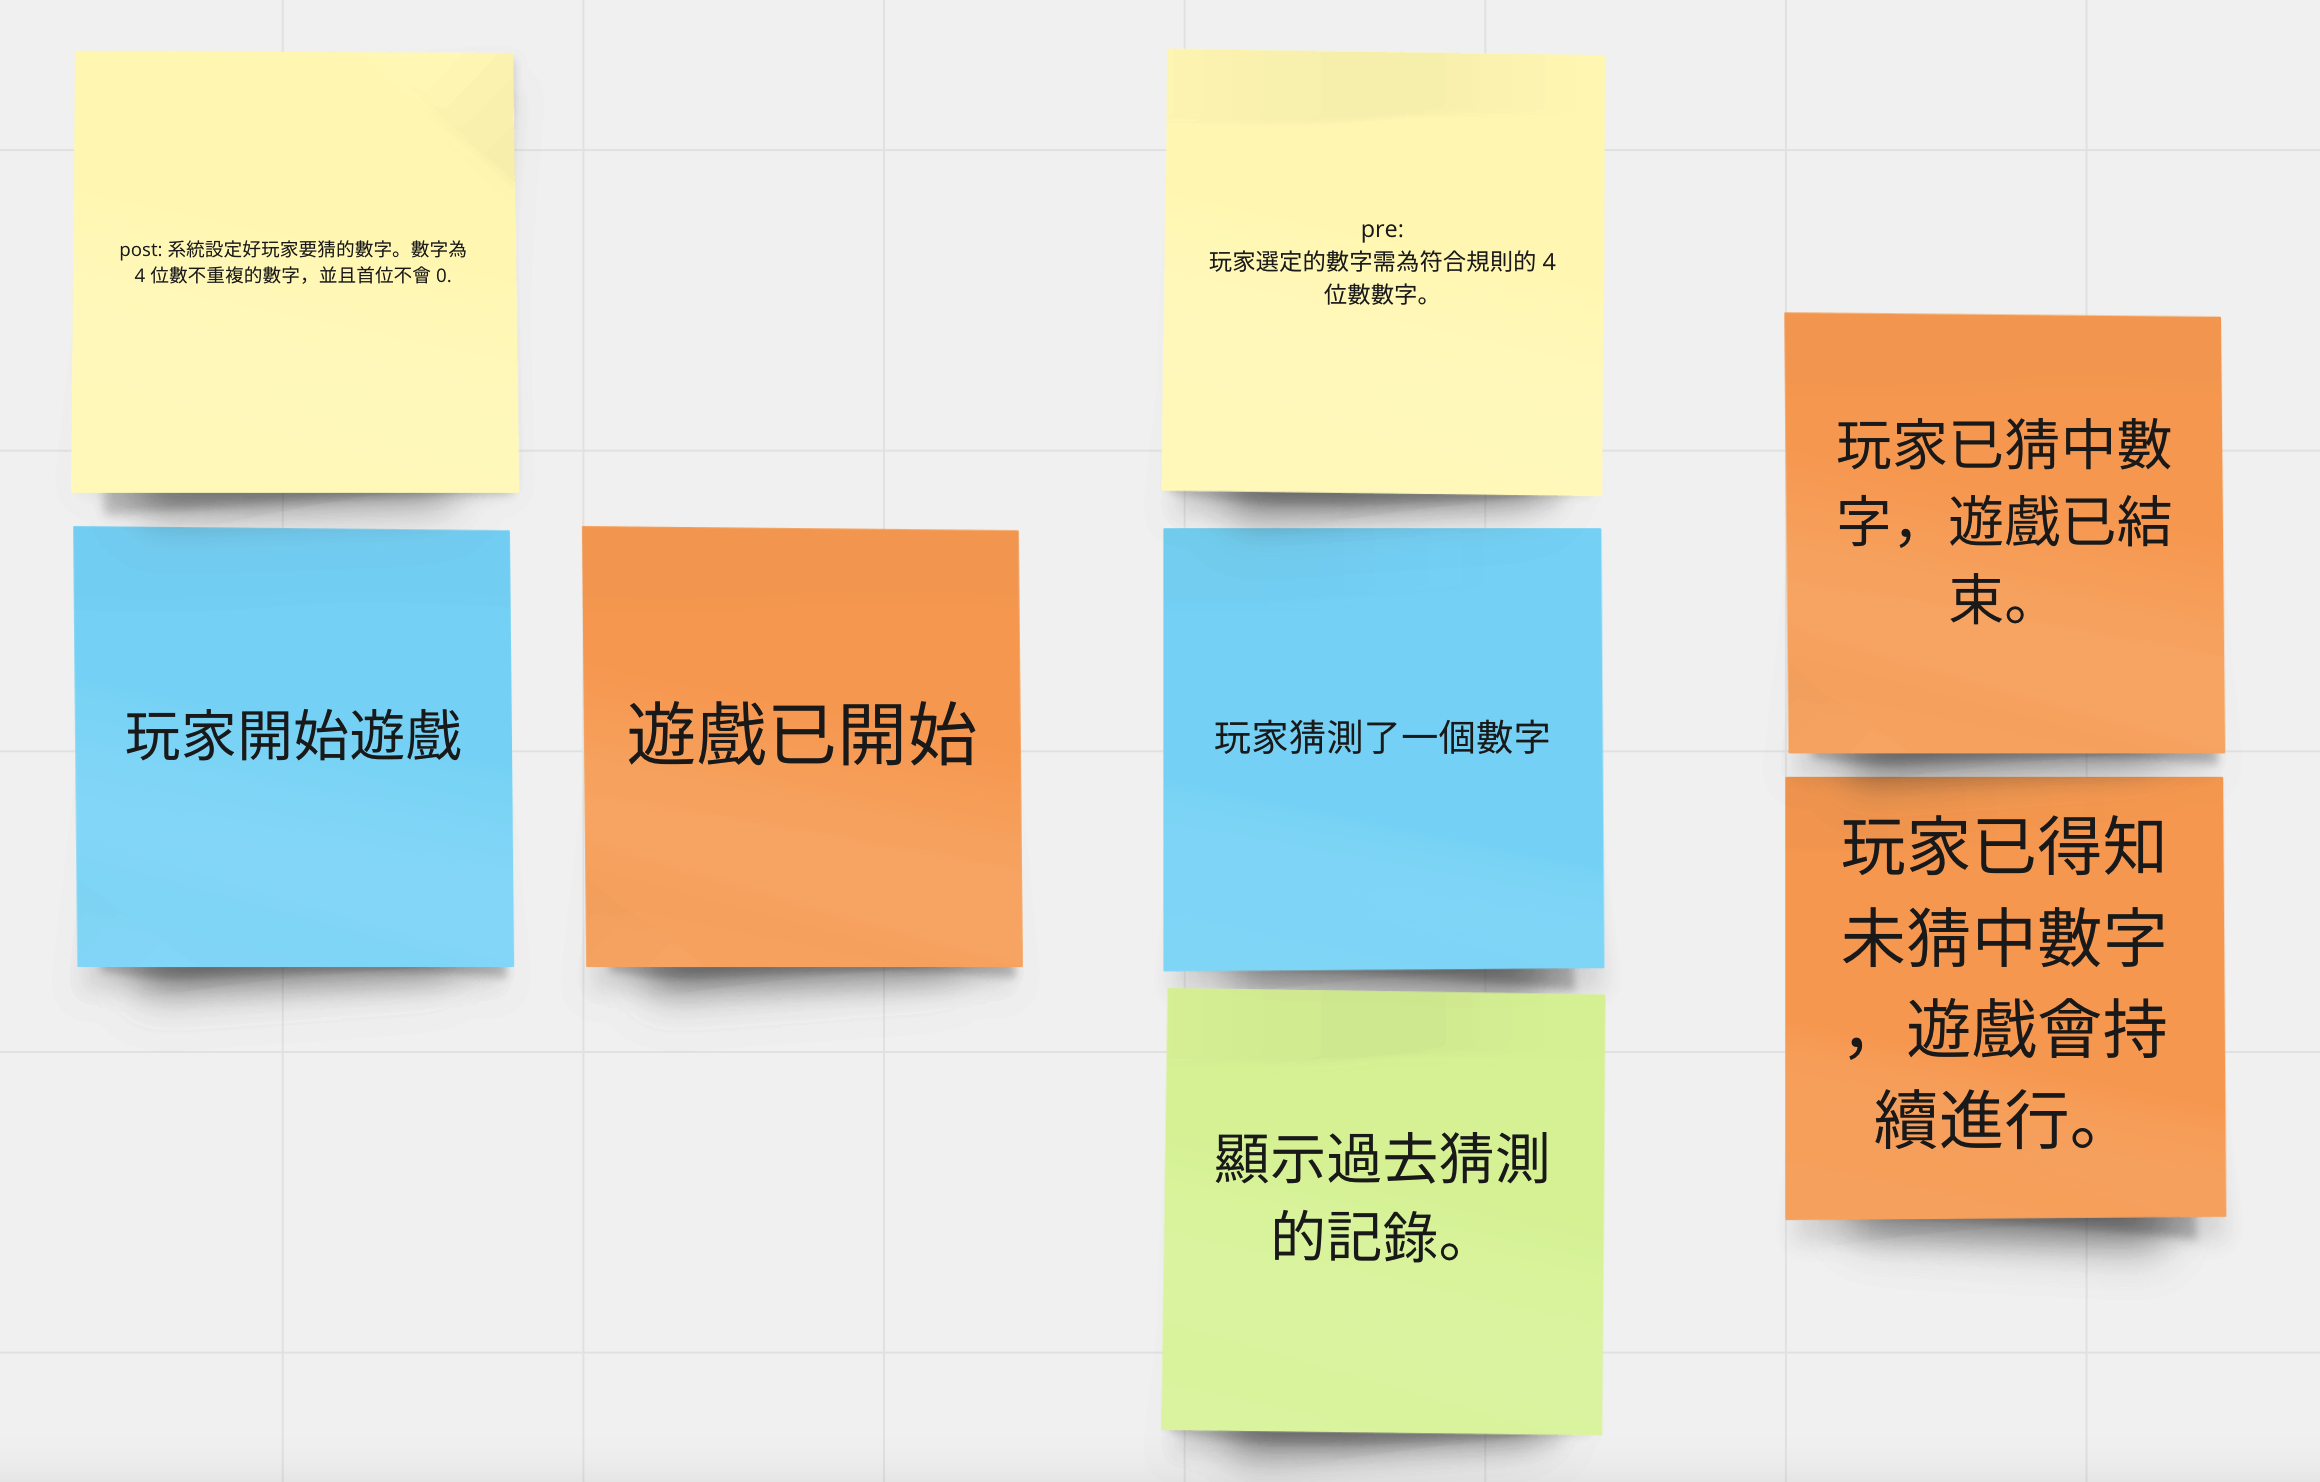 post: 系統設定好玩家要猜的數字。數字為
4 位數不重複的數字，並且首位不會 0.
玩家開始遊戲
遊戲已開始
pre:
玩家選定的數字需為符合規則的 4
位數數字。
玩家猜測了一個數字
顯示過去猜測
的記錄。
玩家已猜中數
字，遊戲已結
束。
玩家已得知
未猜中數字
，遊戲會持
續進行。